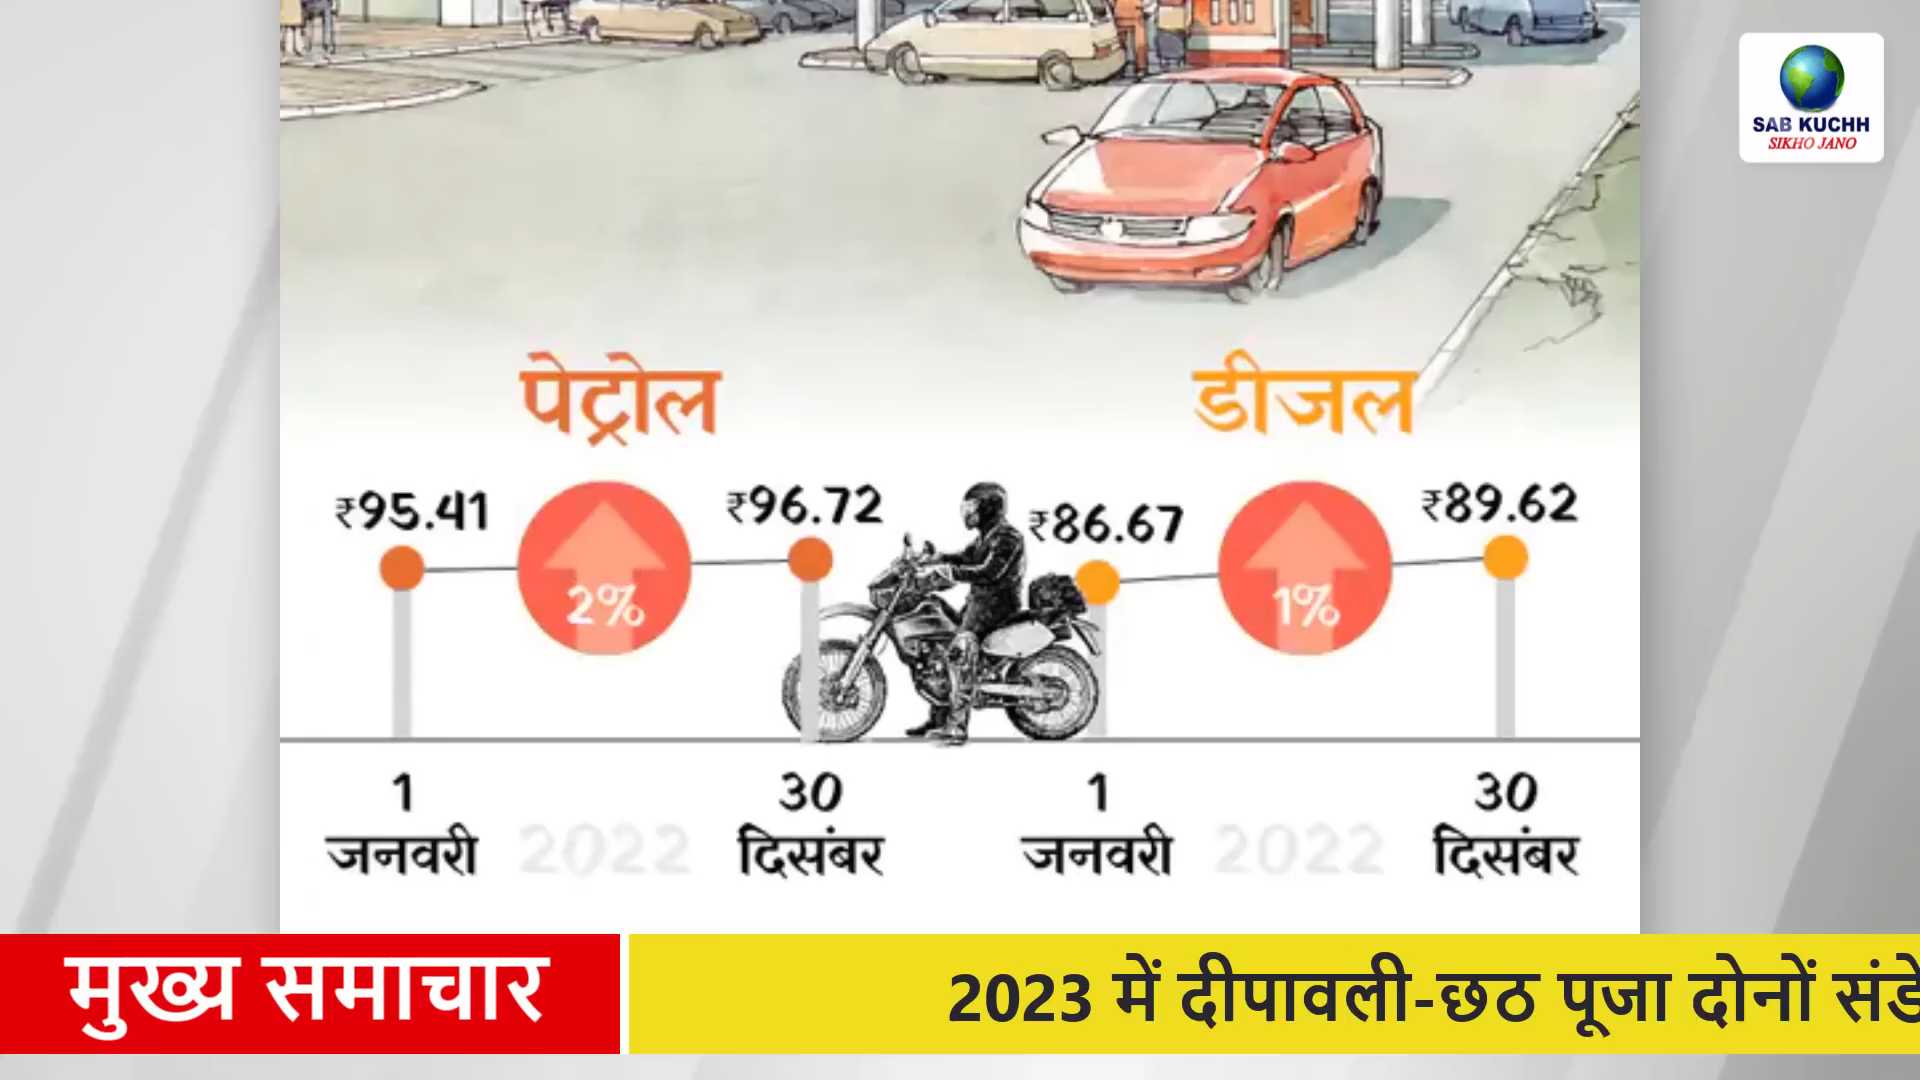 SAB KUCHH
SIKHO JANO
पेट्रोल
डीजल
₹95.41
2%
₹96.72
₹86.67
1%
₹89.62
1
30
1
30
जनवरी
2022
दिसंबर
जनवरी
2022
दिसंबर
मुख्य समाचार
2023 में दीपावली-छठ पूजा दोनों संडे